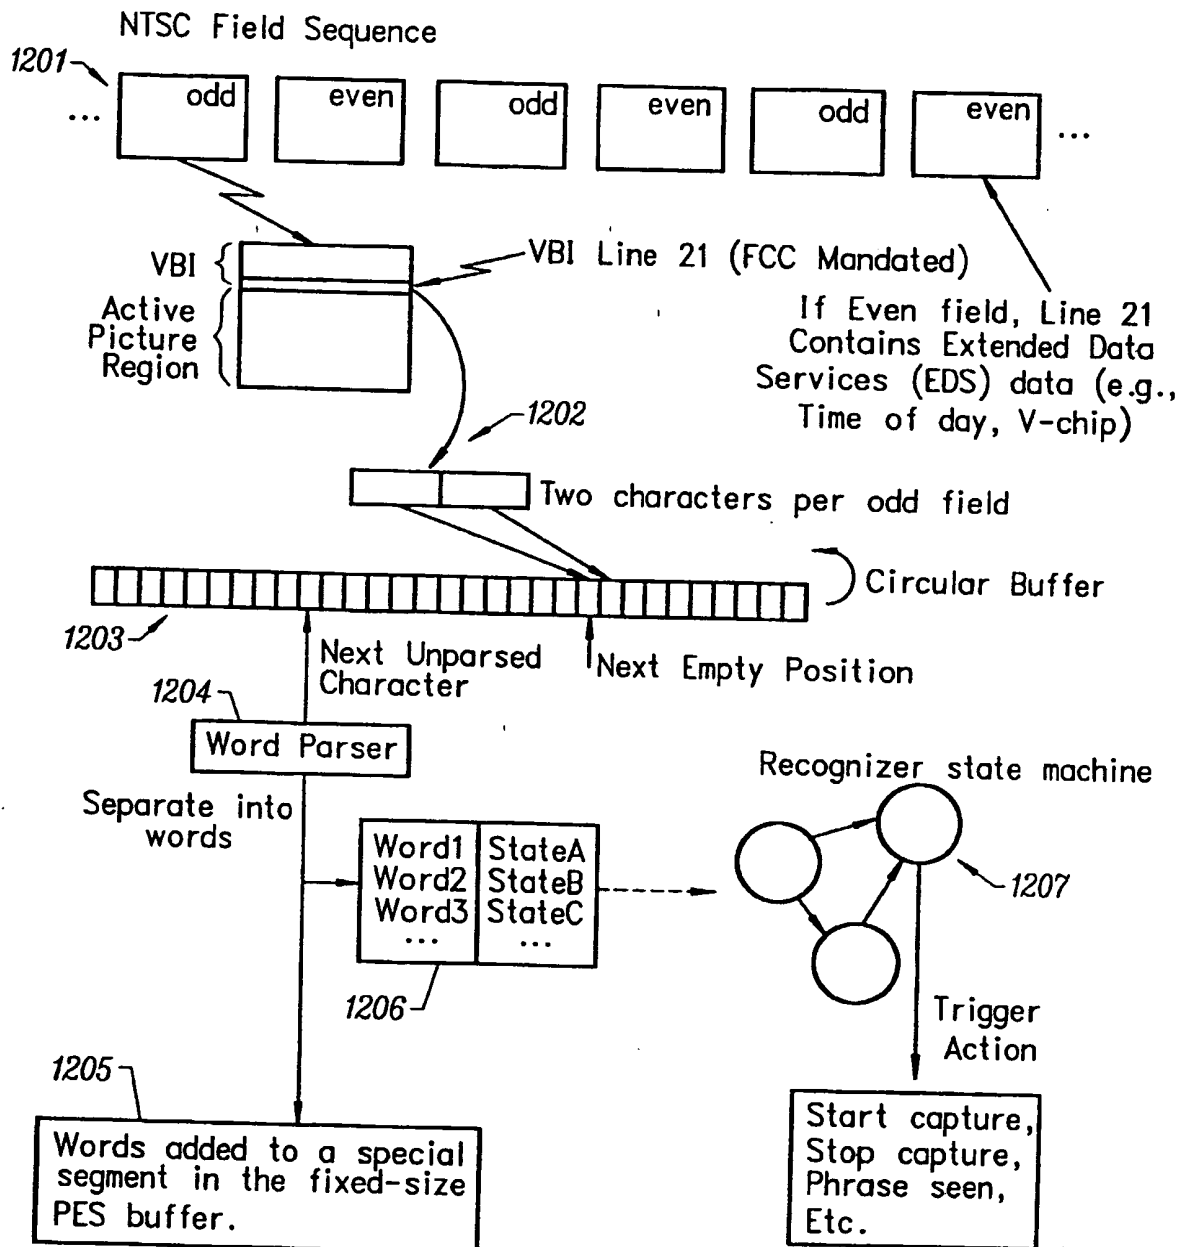 NTSC Field Sequence
1201
... odd even odd even odd even ...
VBI
VBI Line 21 (FCC Mandated)
Active
Picture
Region
If Even field, Line 21
Contains Extended Data
Services (EDS) data (e.g.,
Time of day, V-chip)
1202
Two characters per odd field
Circular Buffer
1203
Next Unparsed
Character
Next Empty Position
1204
Word Parser
Separate into
words
Word1 StateA
Word2 StateB
Word3 StateC
... ...
1206
Recognizer state machine
1207
Trigger
Action
1205
Words added to a special
segment in the fixed-size
PES buffer.
Start capture,
Stop capture,
Phrase seen,
Etc.